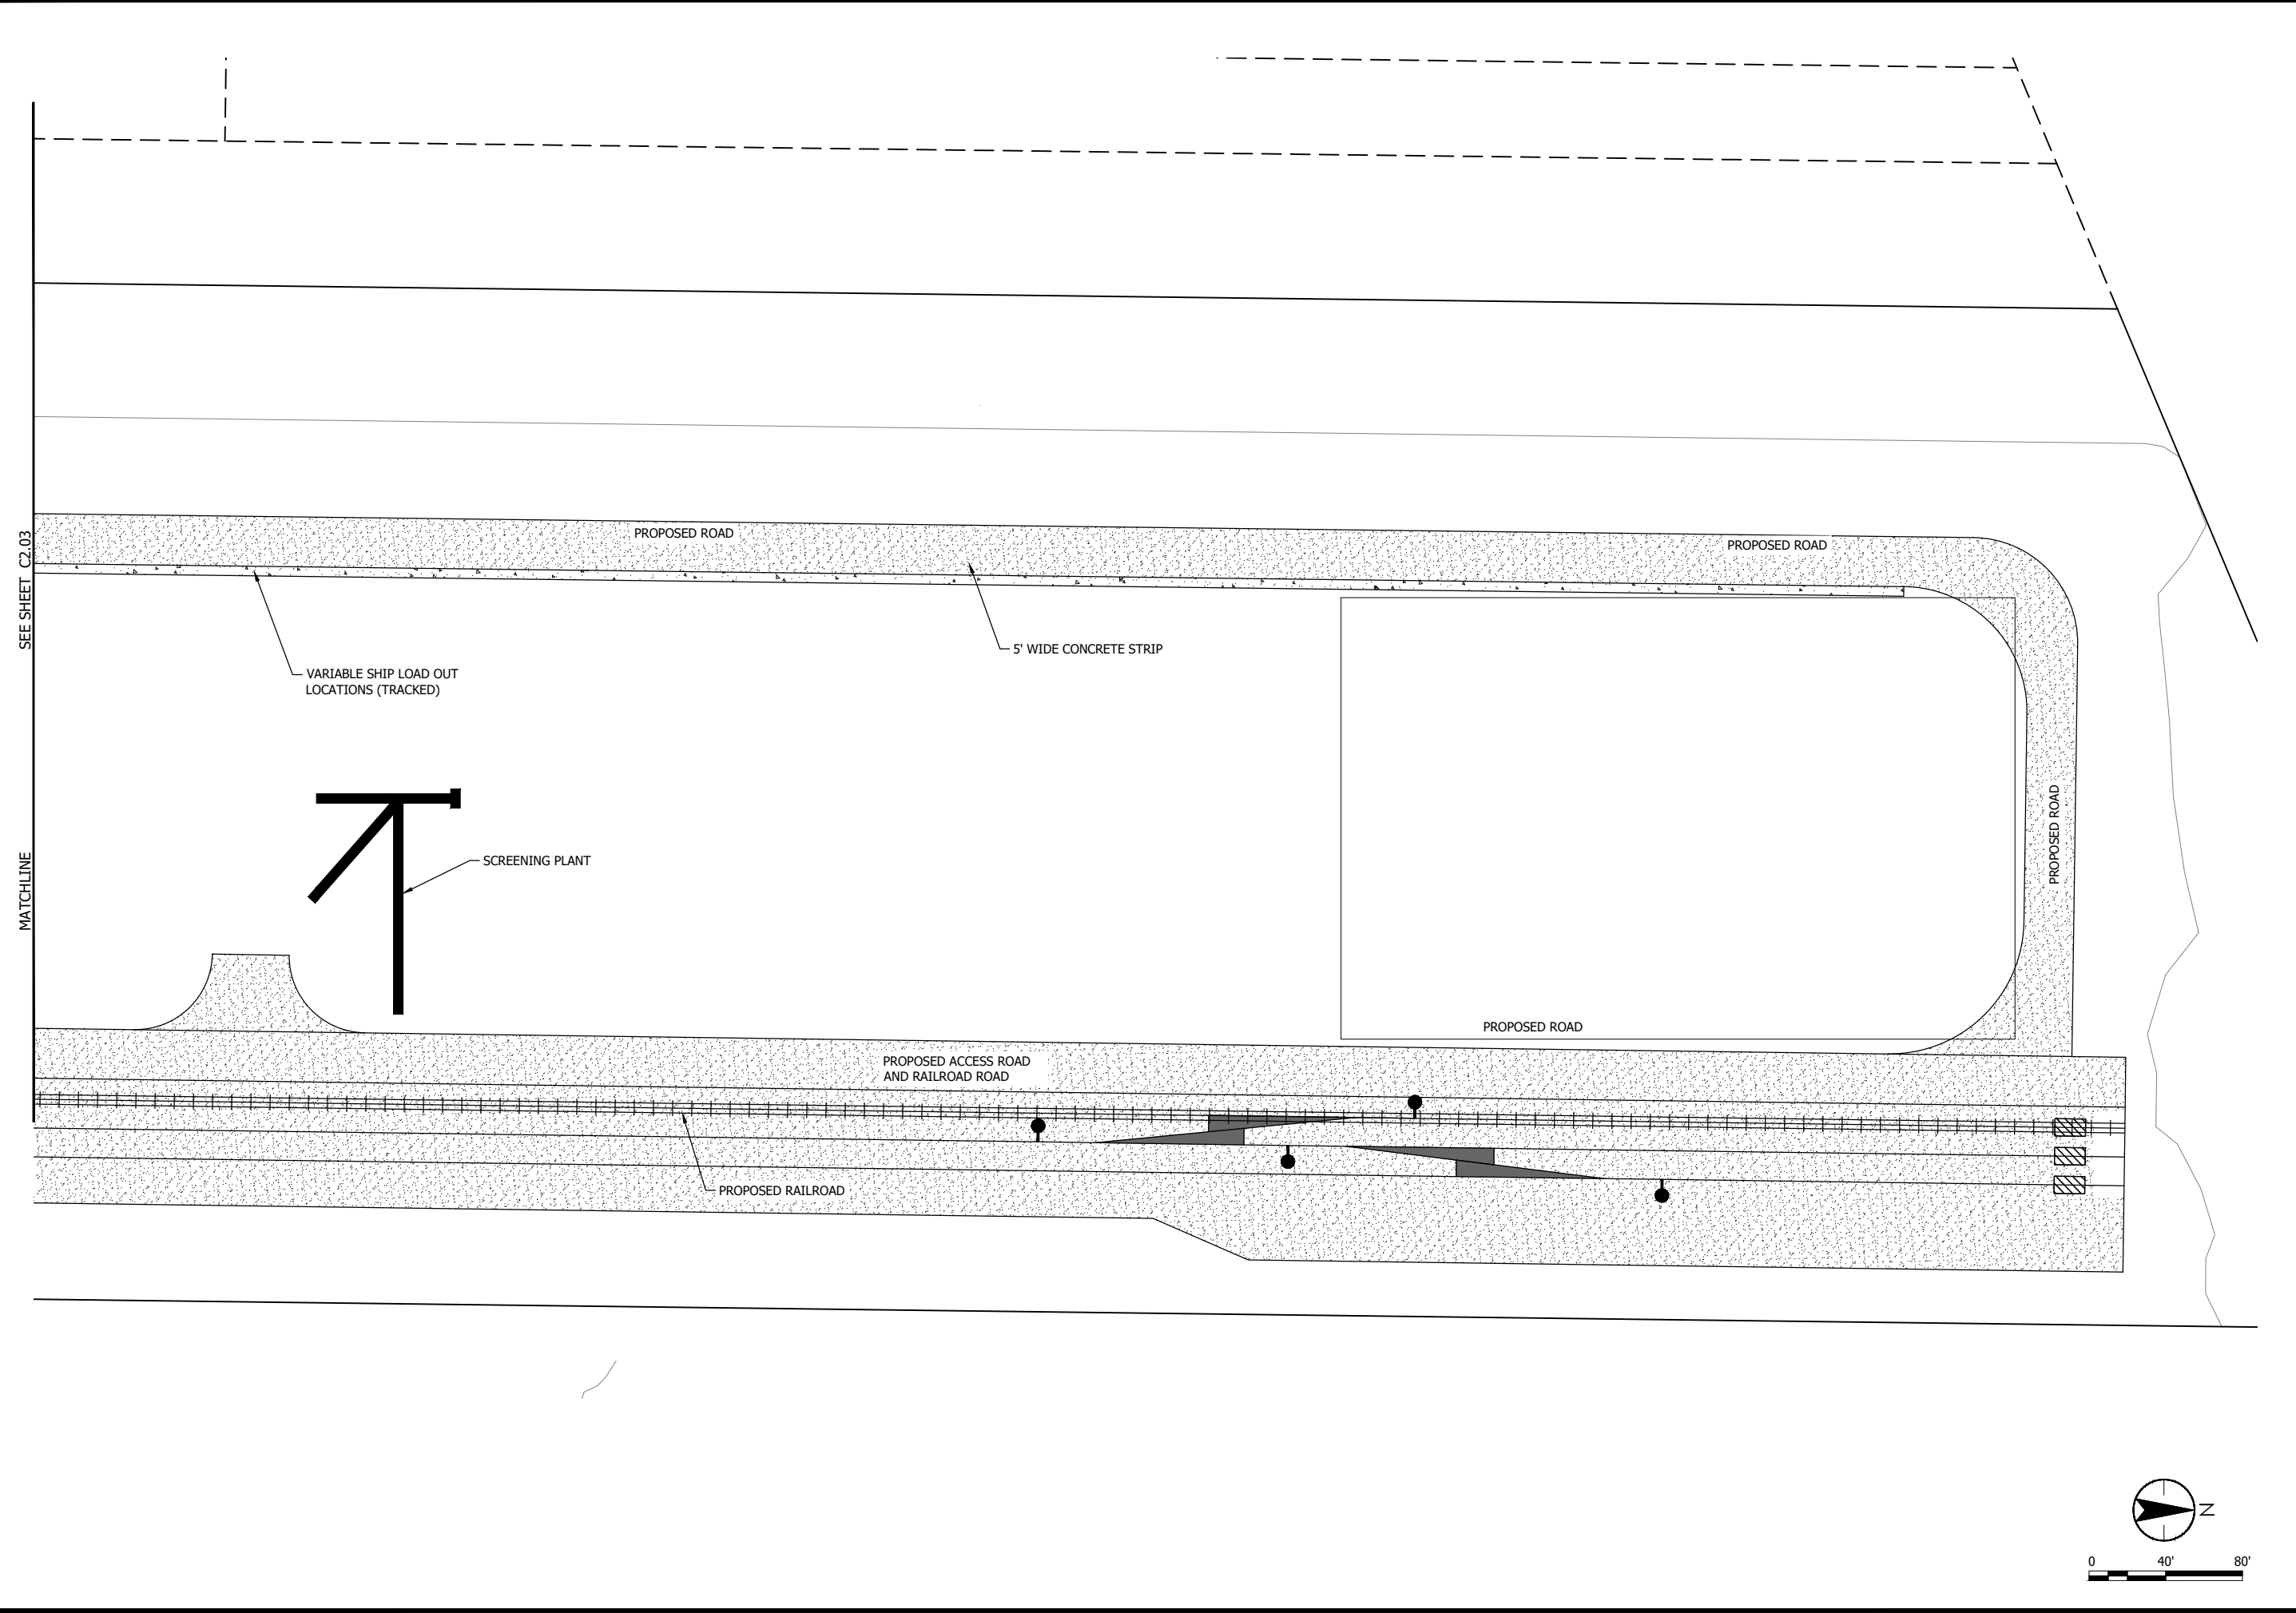 PROPOSED ROAD
PROPOSED ROAD
SEE SHEET C2.03
5' WIDE CONCRETE STRIP
VARIABLE SHIP LOAD OUT
LOCATIONS (TRACKED)
PROPOSED ROAD
SCREENING PLANT
MATCHLINE
PROPOSED ROAD
PROPOSED ACCESS ROAD
AND RAILROAD ROAD
PROPOSED RAILROAD
N
0 40' 80'